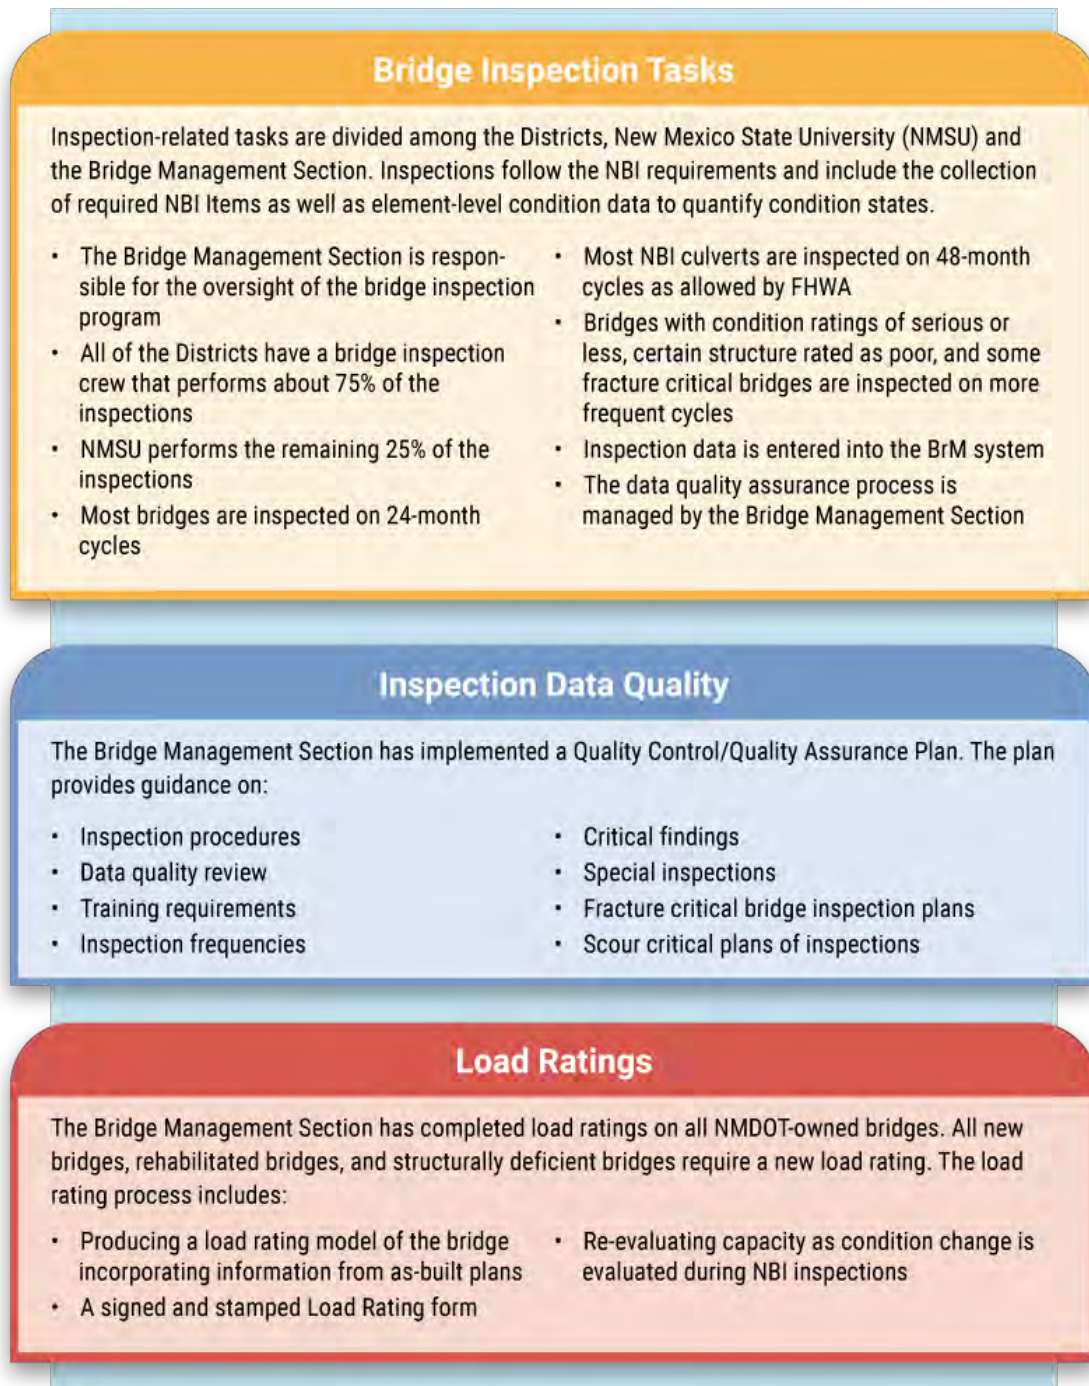 Bridge Inspection Tasks
Inspection-related tasks are divided among the Districts, New Mexico State University (NMSU) and
the Bridge Management Section. Inspections follow the NBI requirements and include the collection
of required NBI Items as well as element-level condition data to quantify condition states.
• The Bridge Management Section is respon-
sible for the oversight of the bridge inspection
program
• All of the Districts have a bridge inspection
crew that performs about 75% of the
inspections
• NMSU performs the remaining 25% of the
inspections
• Most bridges are inspected on 24-month
cycles
• Most NBI culverts are inspected on 48-month
cycles as allowed by FHWA
• Bridges with condition ratings of serious or
less, certain structure rated as poor, and some
fracture critical bridges are inspected on more
frequent cycles
• Inspection data is entered into the BrM system
• The data quality assurance process is
managed by the Bridge Management Section
Inspection Data Quality
The Bridge Management Section has implemented a Quality Control/Quality Assurance Plan. The plan
provides guidance on:
• Inspection procedures
• Data quality review
• Training requirements
• Inspection frequencies
• Critical findings
• Special inspections
• Fracture critical bridge inspection plans
• Scour critical plans of inspections
Load Ratings
The Bridge Management Section has completed load ratings on all NMDOT-owned bridges. All new
bridges, rehabilitated bridges, and structurally deficient bridges require a new load rating. The load
rating process includes:
• Producing a load rating model of the bridge
incorporating information from as-built plans
• A signed and stamped Load Rating form
• Re-evaluating capacity as condition change is
evaluated during NBI inspections